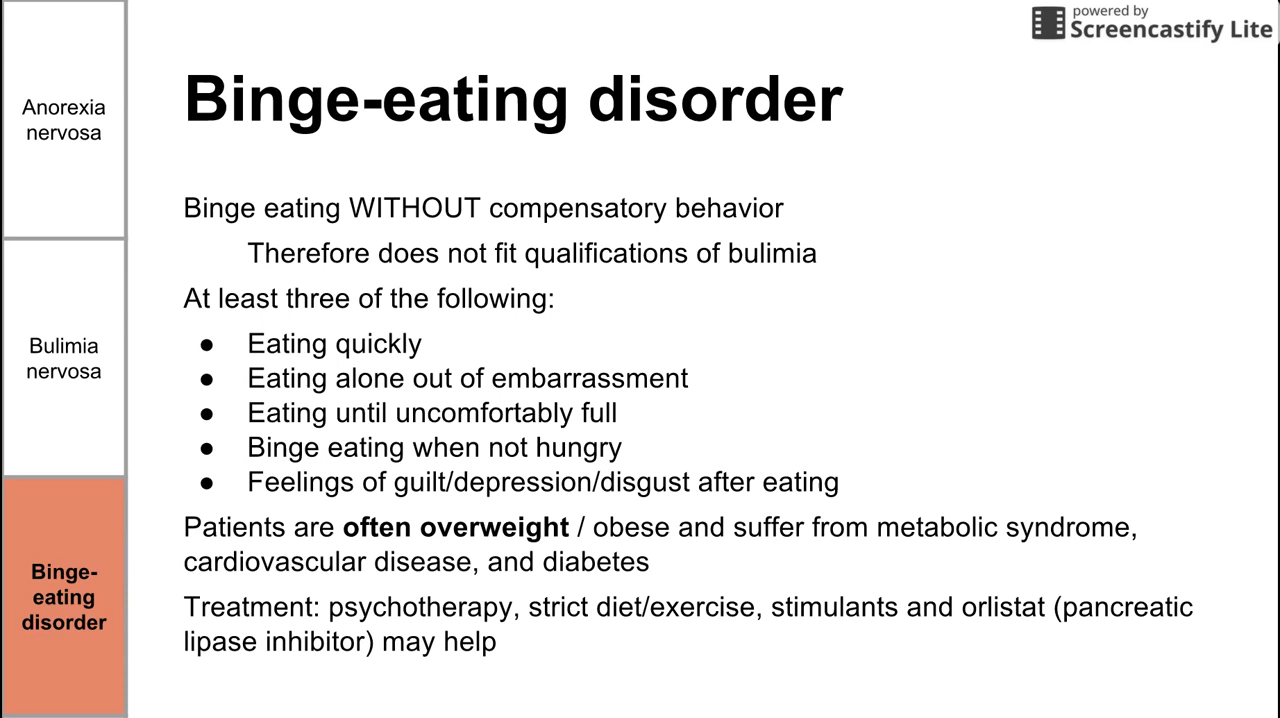 powered by
Screencastify Lite
Anorexia
nervosa
Bulimia
nervosa
Binge-
eating
disorder
Binge-eating disorder
Binge eating WITHOUT compensatory behavior
Therefore does not fit qualifications of bulimia
At least three of the following:
● Eating quickly
● Eating alone out of embarrassment
● Eating until uncomfortably full
● Binge eating when not hungry
● Feelings of guilt/depression/disgust after eating
Patients are often overweight / obese and suffer from metabolic syndrome,
cardiovascular disease, and diabetes
Treatment: psychotherapy, strict diet/exercise, stimulants and orlistat (pancreatic
lipase inhibitor) may help